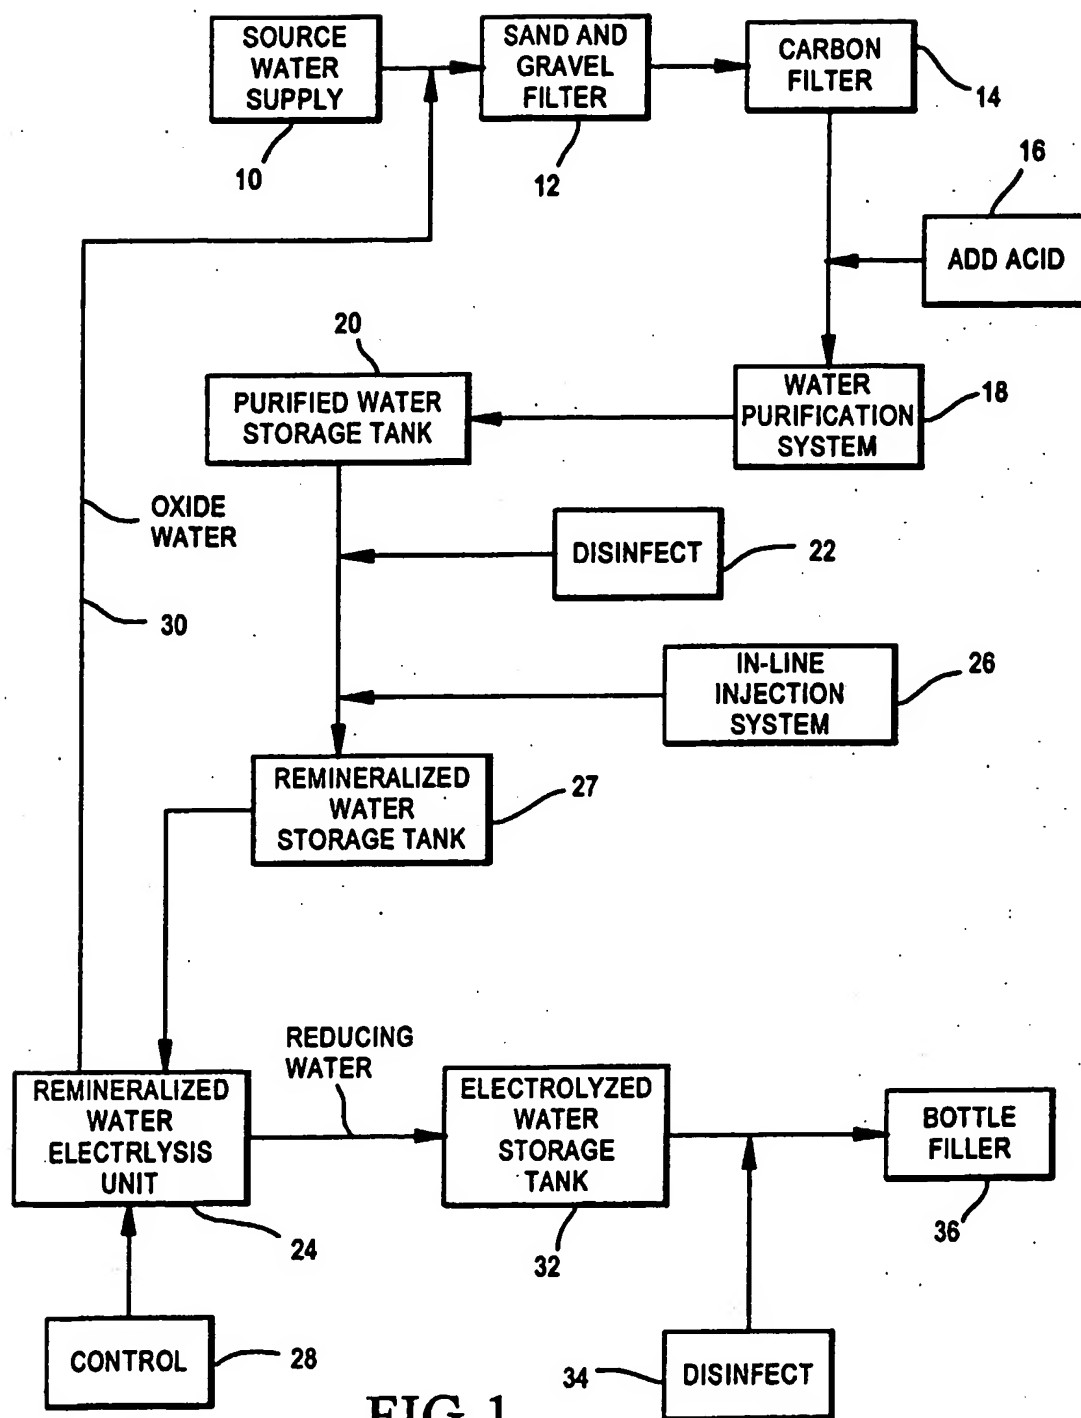 SOURCE
WATER
SUPPLY
10
SAND AND
GRAVEL
FILTER
12
CARBON
FILTER
14
16
ADD ACID
20
PURIFIED WATER
STORAGE TANK
WATER
PURIFICATION
SYSTEM
18
OXIDE
WATER
30
DISINFECT
22
IN-LINE
INJECTION
SYSTEM
26
REMINERALIZED
WATER
STORAGE TANK
27
REMINERALIZED
WATER
ELECTRLYSIS
UNIT
24
REDUCING
WATER
ELECTROLYZED
WATER
STORAGE
TANK
32
BOTTLE
FILLER
36
CONTROL
28
34
DISINFECT
FIG 1